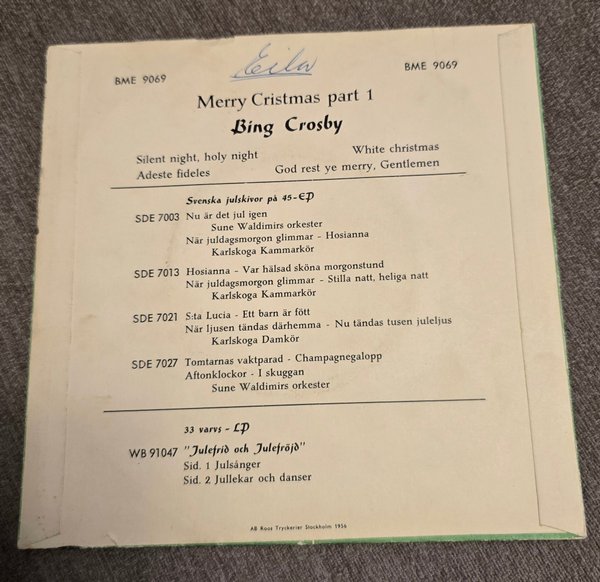 BME 9069
Eila
BME 9069
Merry Cristmas part 1
Bing Crosby
Silent night, holy night
White christmas
Adeste fideles
God rest ye merry, Gentlemen
Svenska julskivor på 45-EP
SDE 7003 Nu är det jul igen
Sune Waldimirs orkester
När juldagsmorgon glimmar - Hosianna
Karlskoga Kammarkör
SDE 7013 Hosianna - Var hälsad sköna morgonstund
När juldagsmorgon glimmar - Stilla natt, heliga natt
Karlskoga Kammarkör
SDE 7021 S:ta Lucia - Ett barn är fött
När ljusen tändas därhemma - Nu tändas tusen juleljus
Karlskoga Damkör
SDE 7027 Tomtarnas vaktparad - Champagnegalopp
Aftonklockor - I skuggan
Sune Waldimirs orkester
33 varvs - LP
WB 91047 "Julefrid och Julefröjd"
Sid. 1 Julsånger
Sid. 2 Jullekar och danser
AB Roos Tryckerier Stockholm 1956